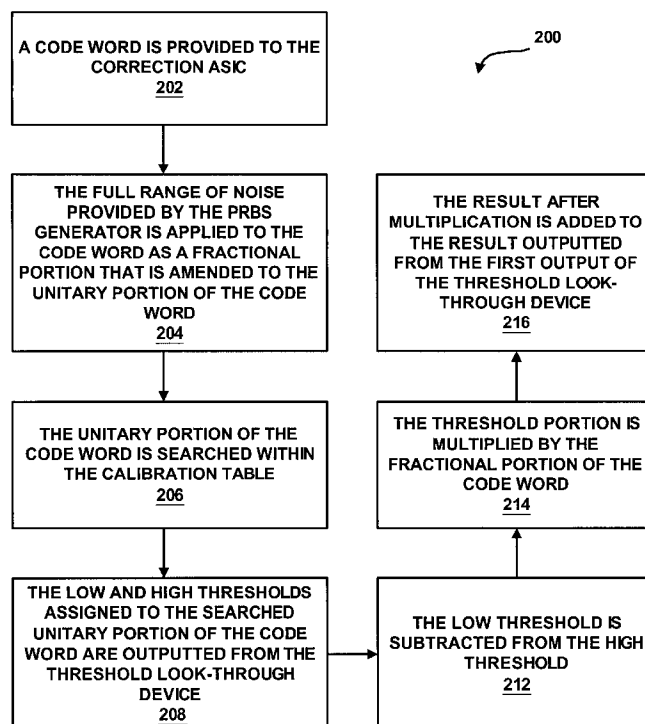 A CODE WORD IS PROVIDED TO THE
CORRECTION ASIC
202
200
THE FULL RANGE OF NOISE
PROVIDED BY THE PRBS
GENERATOR IS APPLIED TO THE
CODE WORD AS A FRACTIONAL
PORTION THAT IS AMENDED TO THE
UNITARY PORTION OF THE CODE
WORD
204
THE UNITARY PORTION OF THE
CODE WORD IS SEARCHED WITHIN
THE CALIBRATION TABLE
206
THE LOW AND HIGH THRESHOLDS
ASSIGNED TO THE SEARCHED
UNITARY PORTION OF THE CODE
WORD ARE OUTPUTTED FROM THE
THRESHOLD LOOK-THROUGH
DEVICE
208
THE LOW THRESHOLD IS
SUBTRACTED FROM THE HIGH
THRESHOLD
212
THE THRESHOLD PORTION IS
MULTIPLIED BY THE
FRACTIONAL PORTION OF THE
CODE WORD
214
THE RESULT AFTER
MULTIPLICATION IS ADDED TO
THE RESULT OUTPUTTED
FROM THE FIRST OUTPUT OF
THE THRESHOLD LOOK-
THROUGH DEVICE
216